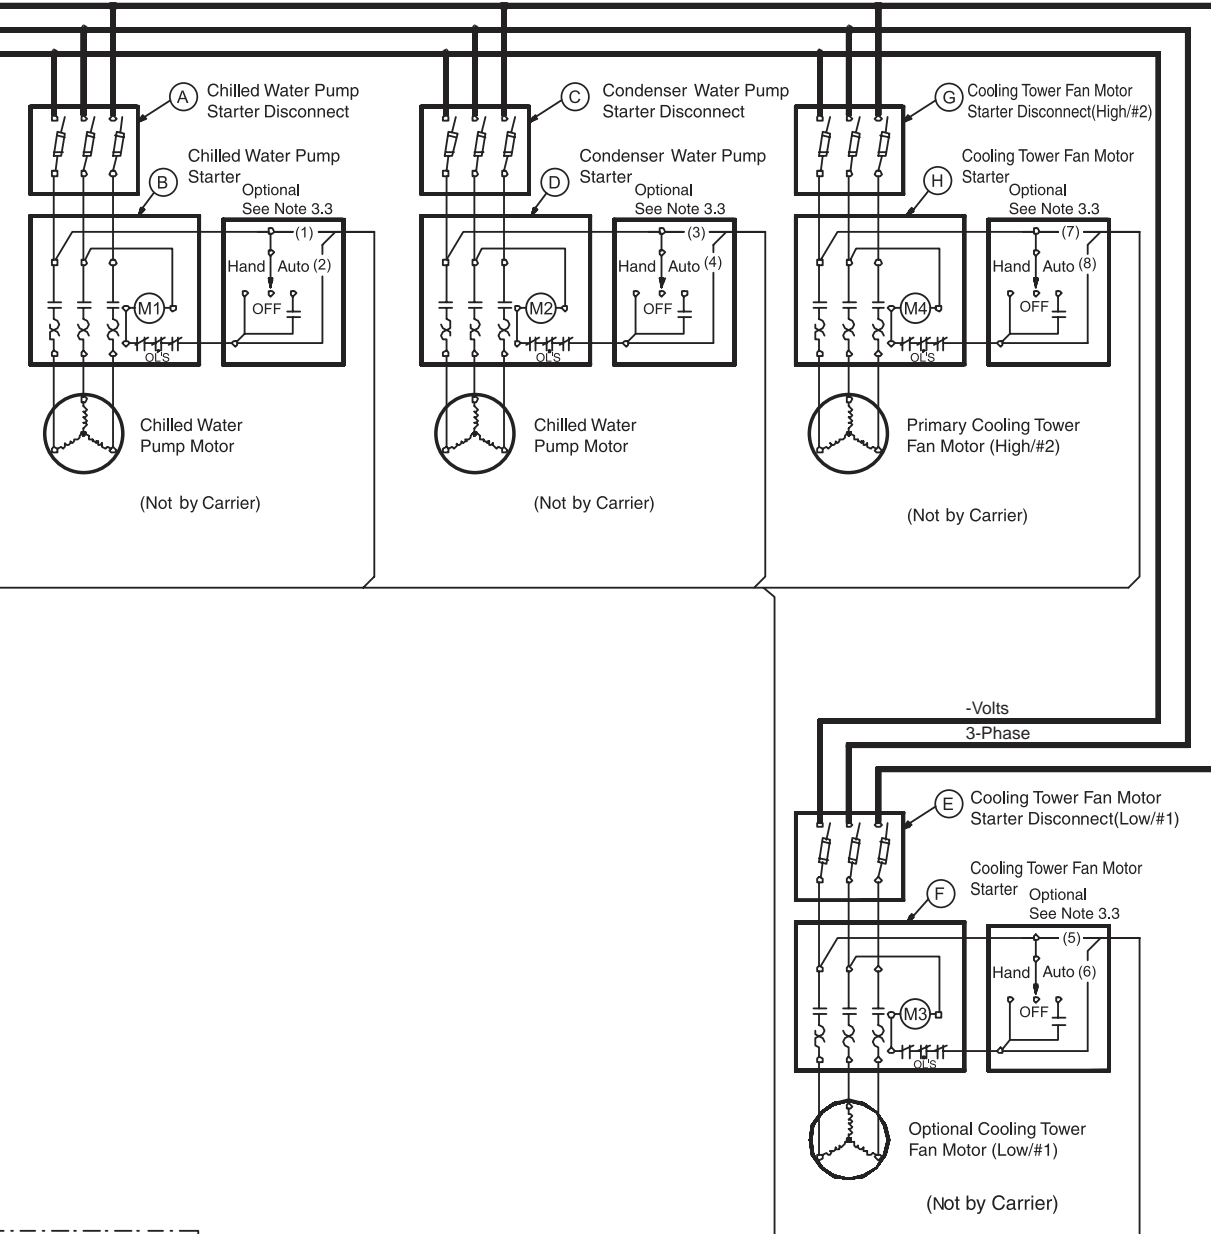 A
Chilled Water Pump
Starter Disconnect
B
Chilled Water Pump
Starter
Optional
See Note 3.3
(1)
Hand
Auto
(2)
OFF
M1
OL'S
Chilled Water
Pump Motor
(Not by Carrier)
C
Condenser Water Pump
Starter Disconnect
D
Condenser Water Pump
Starter
Optional
See Note 3.3
(3)
Hand
Auto
(4)
OFF
M2
OL'S
Chilled Water
Pump Motor
(Not by Carrier)
G
Cooling Tower Fan Motor
Starter Disconnect(High/#2)
H
Cooling Tower Fan Motor
Starter
Optional
See Note 3.3
(7)
Hand
Auto
(8)
OFF
M4
OL'S
Primary Cooling Tower
Fan Motor (High/#2)
(Not by Carrier)
-Volts
3-Phase
E
Cooling Tower Fan Motor
Starter Disconnect(Low/#1)
F
Cooling Tower Fan Motor
Starter
Optional
See Note 3.3
(5)
Hand
Auto
(6)
OFF
M3
OL'S
Optional Cooling Tower
Fan Motor (Low/#1)
(Not by Carrier)